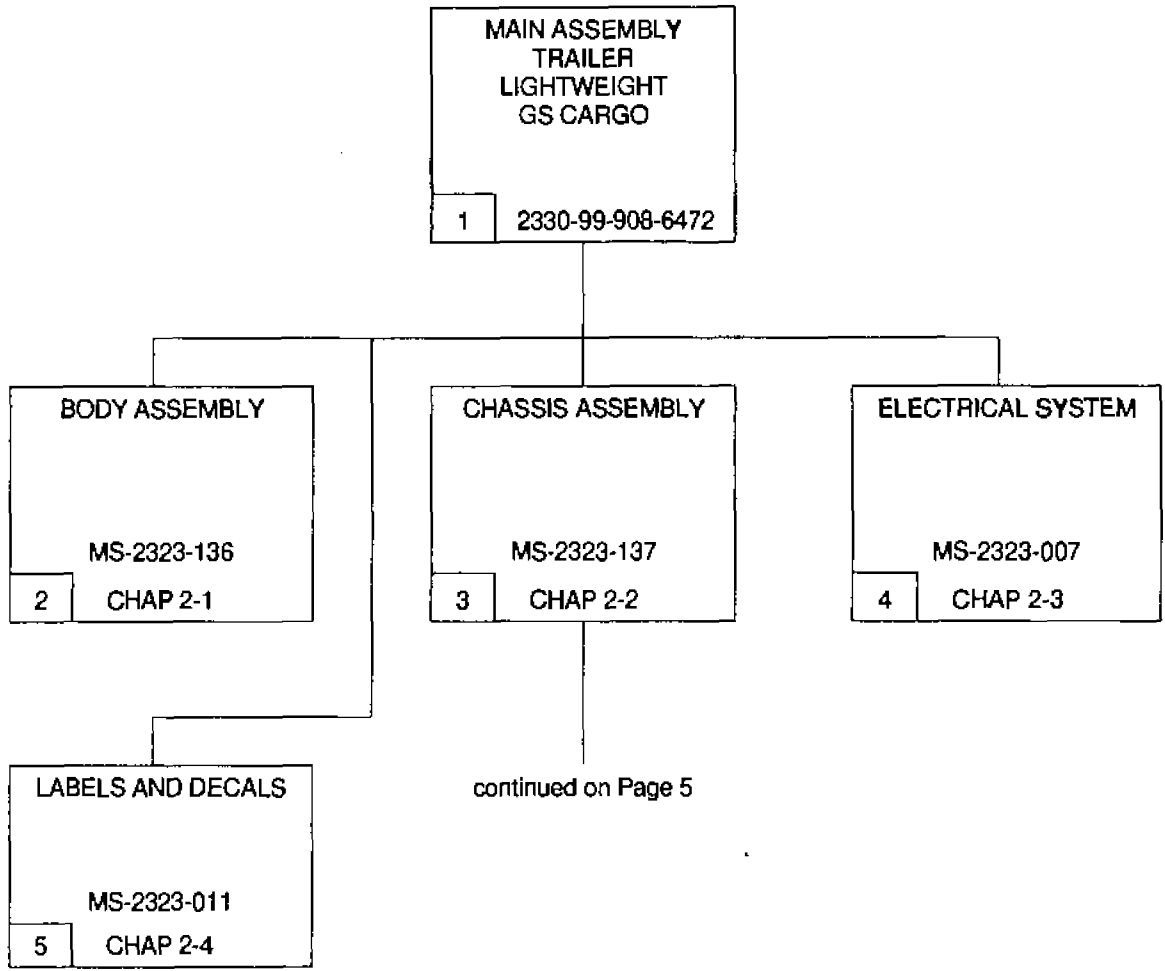 MAIN ASSEMBLY
TRAILER
LIGHTWEIGHT
GS CARGO
1 2330-99-908-6472
BODY ASSEMBLY
MS-2323-136
2 CHAP 2-1
CHASSIS ASSEMBLY
MS-2323-137
3 CHAP 2-2
ELECTRICAL SYSTEM
MS-2323-007
4 CHAP 2-3
LABELS AND DECALS
MS-2323-011
5 CHAP 2-4
continued on Page 5